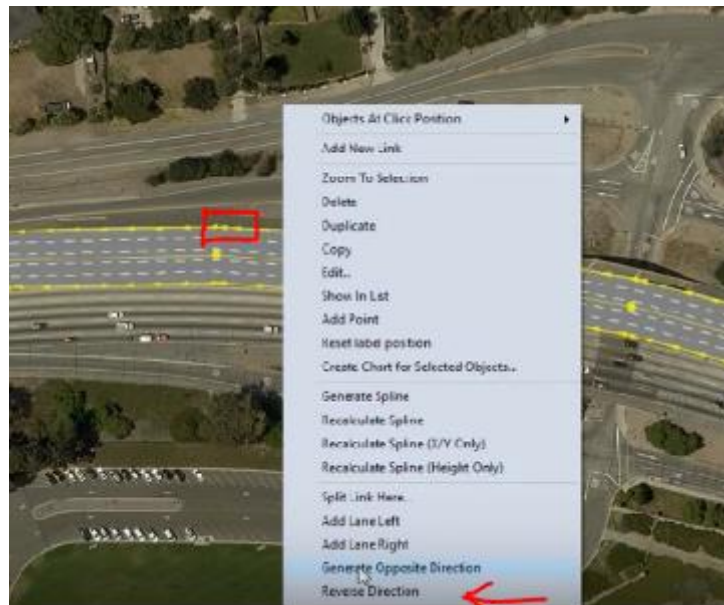 Objects At Click Position
Add New Link
Zoom To Selection
Delete
Duplicate
Copy
Edit...
Show In List
Add Point
Reset label position
Create Chart for Selected Objects...
Generate Spline
Recalculate Spline
Recalculate Spline (X/Y Only)
Recalculate Spline (Height Only)
Split Link Here...
Add Lane Left
Add Lane Right
Generate Opposite Direction
Reverse Direction